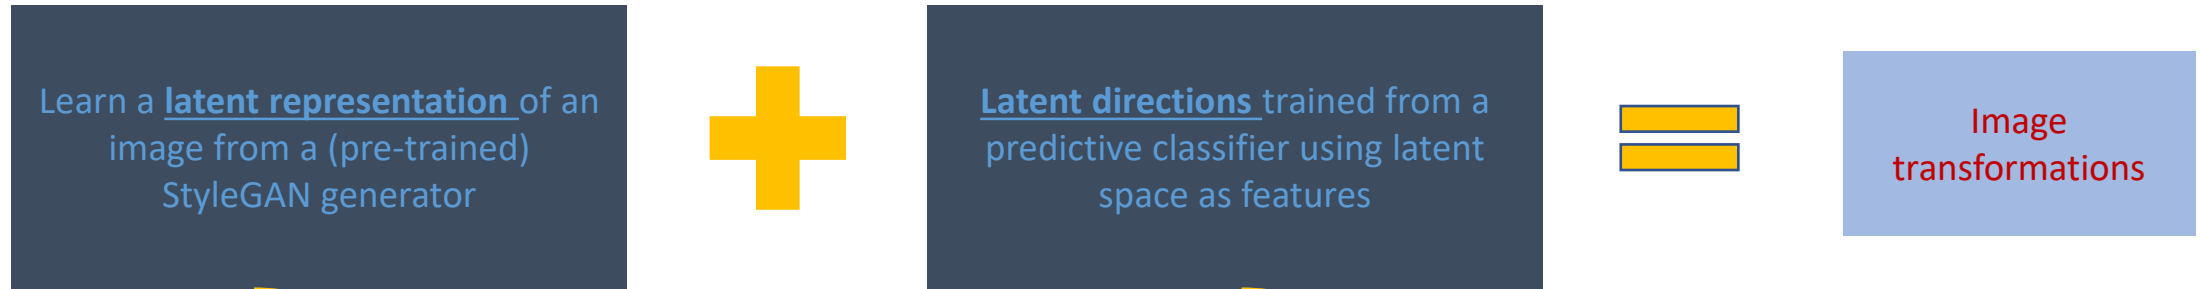 Learn a latent representation of an
image from a (pre-trained)
StyleGAN generator
Latent directions trained from a
predictive classifier using latent
space as features
Image
transformations